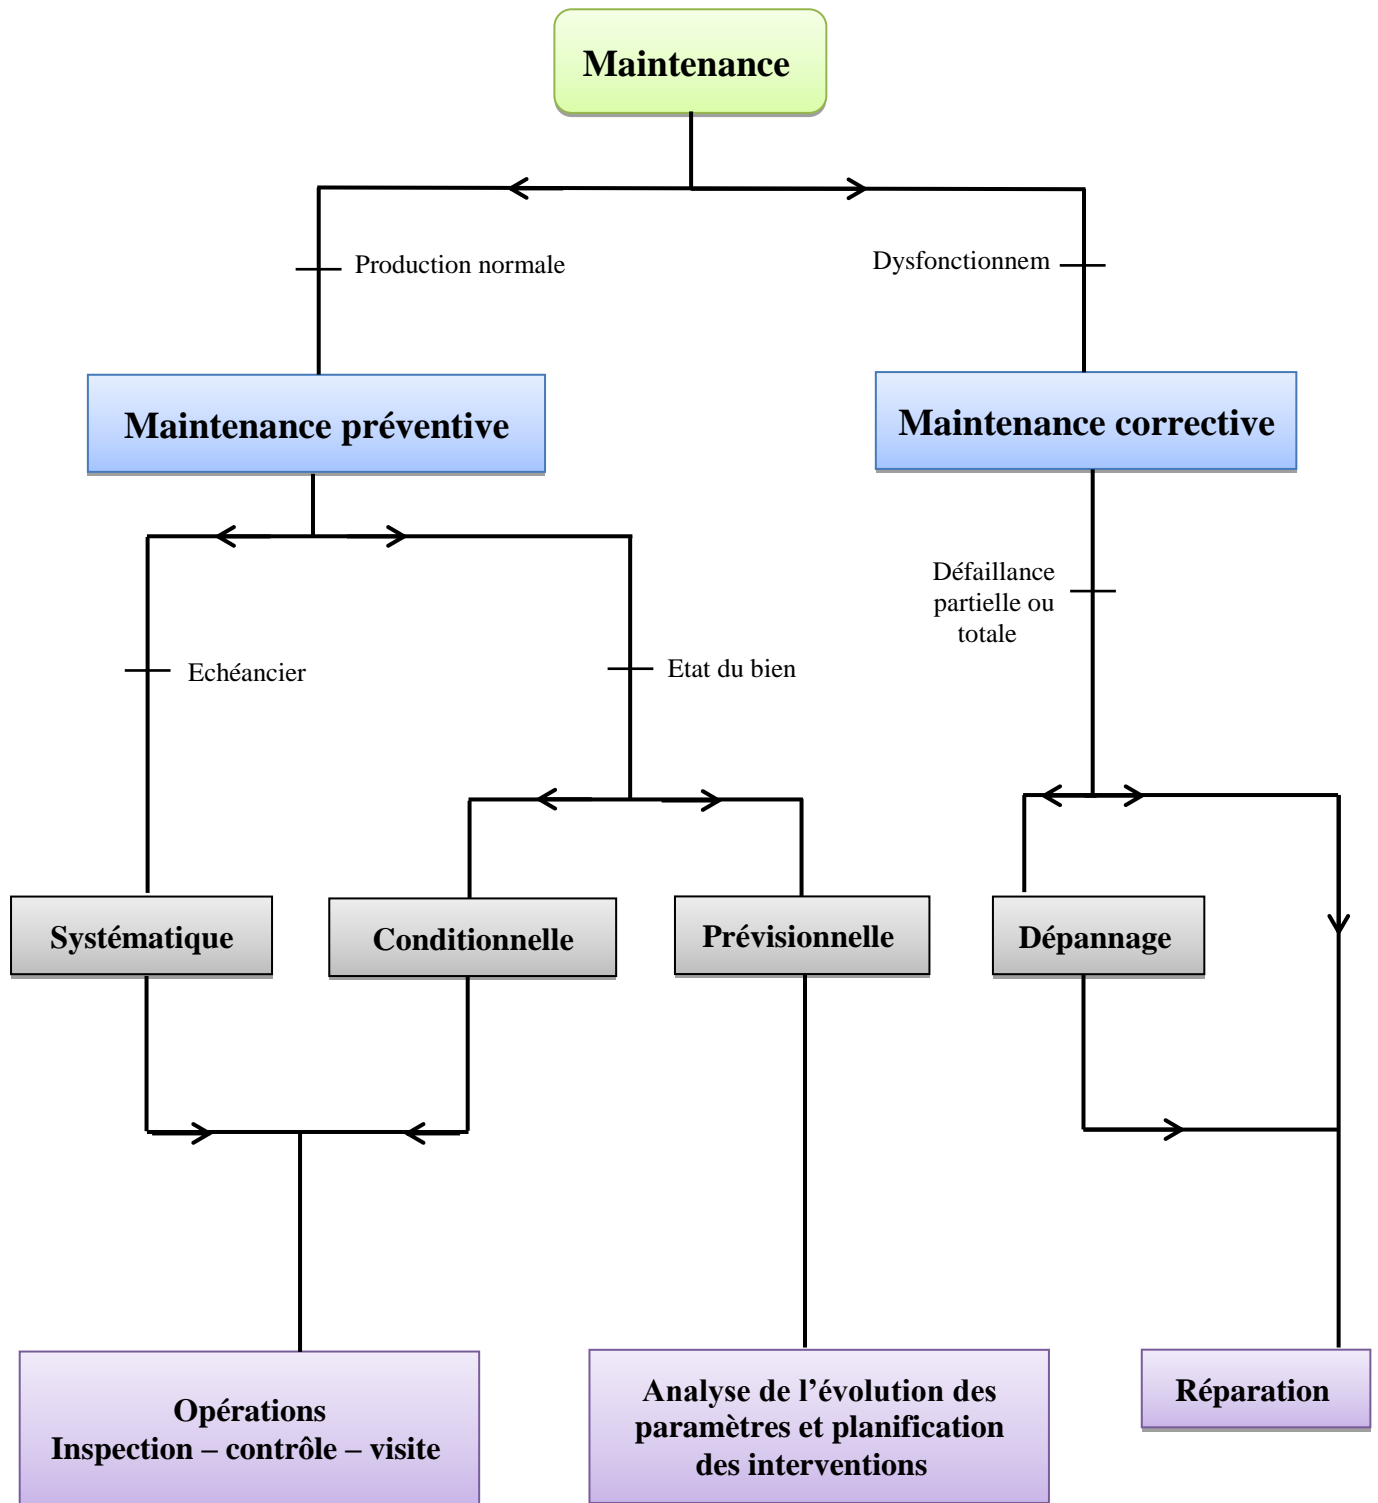 Maintenance
Production normale
Dysfonctionnem
Maintenance préventive
Maintenance corrective
Défaillance
partielle ou
totale
Echéancier
Etat du bien
Systématique
Conditionnelle
Prévisionnelle
Dépannage
Opérations
Inspection – contrôle – visite
Analyse de l’évolution des
paramètres et planification
des interventions
Réparation